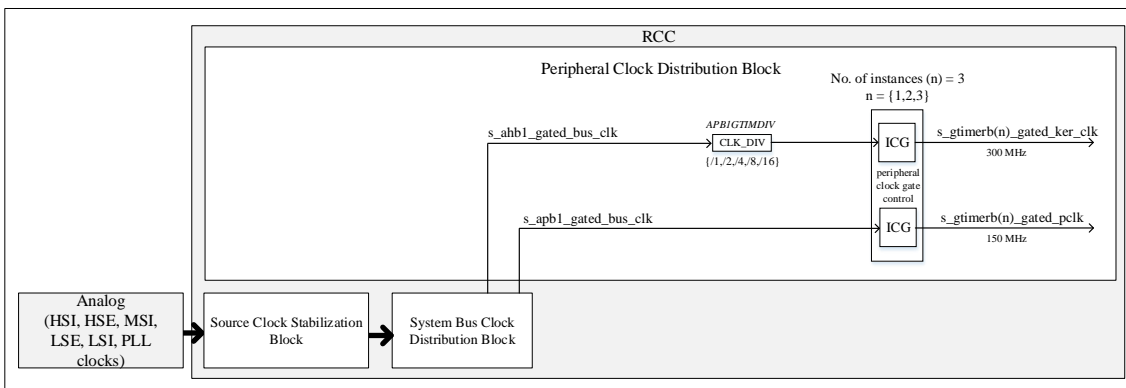 RCC
Peripheral Clock Distribution Block
No. of instances (n) = 3
n = {1,2,3}
s_ahb1_gated_bus_clk
APB1GTIMDIV
CLK_DIV
{/1,/2,/4,/8,/16}
ICG
s_gtimerb(n)_gated_ker_clk
300 MHz
peripheral
clock gate
control
s_apb1_gated_bus_clk
ICG
s_gtimerb(n)_gated_pclk
150 MHz
Analog
(HSI, HSE, MSI,
LSE, LSI, PLL
clocks)
Source Clock Stabilization
Block
System Bus Clock
Distribution Block